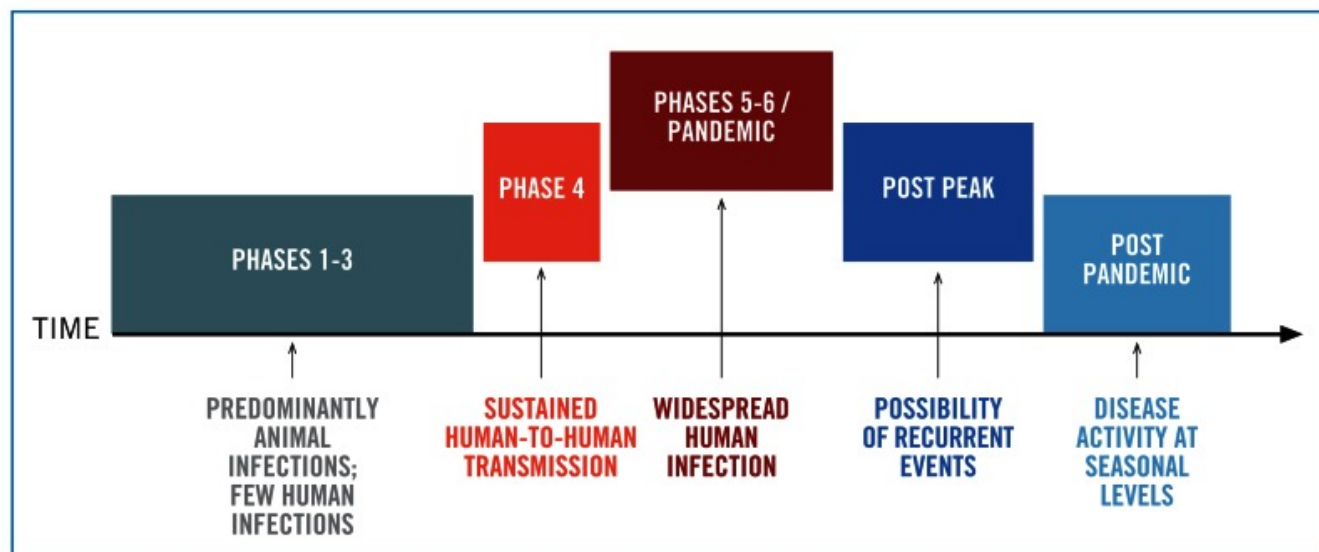 PHASES 5-6 /
PANDEMIC
PHASE 4
POST PEAK
PHASES 1-3
POST
PANDEMIC
TIME
PREDOMINANTLY
ANIMAL
INFECTIONS;
FEW HUMAN
INFECTIONS
SUSTAINED
HUMAN-TO-HUMAN
TRANSMISSION
WIDESPREAD
HUMAN
INFECTION
POSSIBILITY
OF RECURRENT
EVENTS
DISEASE
ACTIVITY AT
SEASONAL
LEVELS